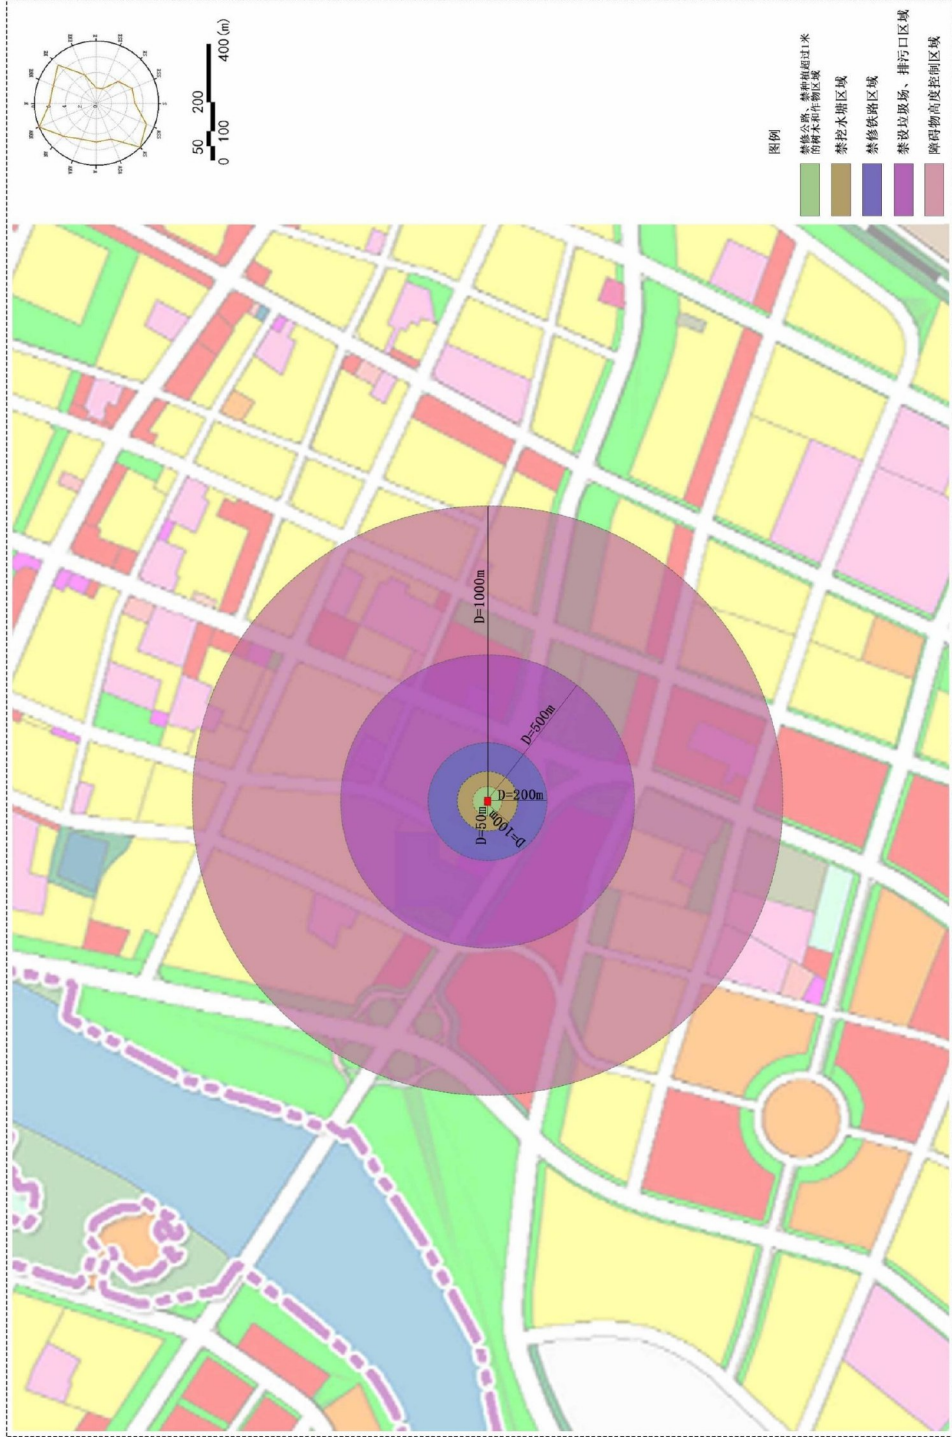 0
50
100
200
400 (m)
图例
禁修公路、禁种植超过1米
的树木和作物区域
禁挖水塘区域
禁修铁路区域
禁设垃圾场、排污口区域
障碍物高度控制区域
D=1000m
D=500m
D=200m
D=100m
D=50m